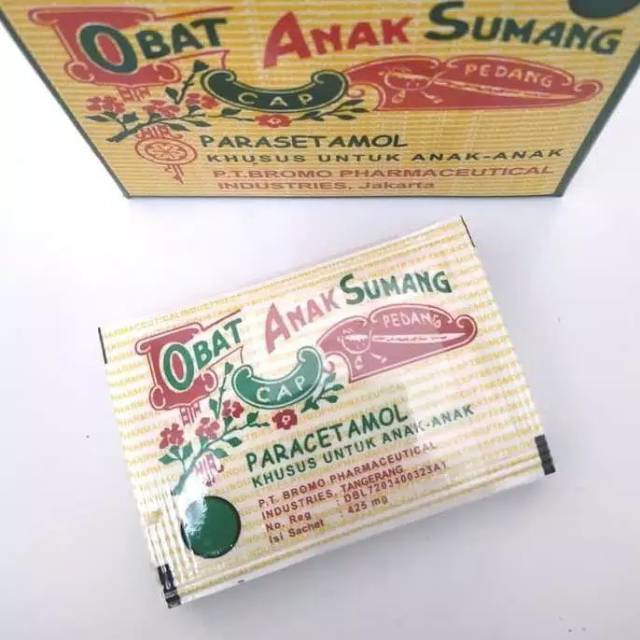 OBAT ANAK SUMANG
CAP PEDANG
PARASETAMOL
KHUSUS UNTUK ANAK-ANAK
P.T.BROMO PHARMACEUTICAL
INDUSTRIES, Jakarta
OBAT ANAK SUMANG
CAP PEDANG
PARACETAMOL
KHUSUS UNTUK ANAK-ANAK
P.T. BROMO PHARMACEUTICAL
INDUSTRIES, TANGERANG
No. Reg : DBL7203400323A1
Isi Sachet : 425 mg